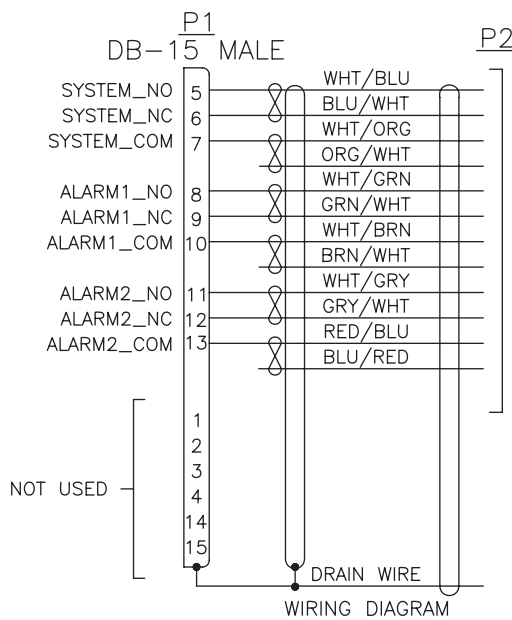 P1
DB-15 MALE
P2
SYSTEM_NO 5 WHT/BLU
SYSTEM_NC 6 BLU/WHT
SYSTEM_COM 7 WHT/ORG
ORG/WHT
ALARM1_NO 8 WHT/GRN
ALARM1_NC 9 GRN/WHT
ALARM1_COM 10 WHT/BRN
BRN/WHT
ALARM2_NO 11 WHT/GRY
ALARM2_NC 12 GRY/WHT
ALARM2_COM 13 RED/BLU
BLU/RED
NOT USED
1
2
3
4
14
15
DRAIN WIRE
WIRING DIAGRAM